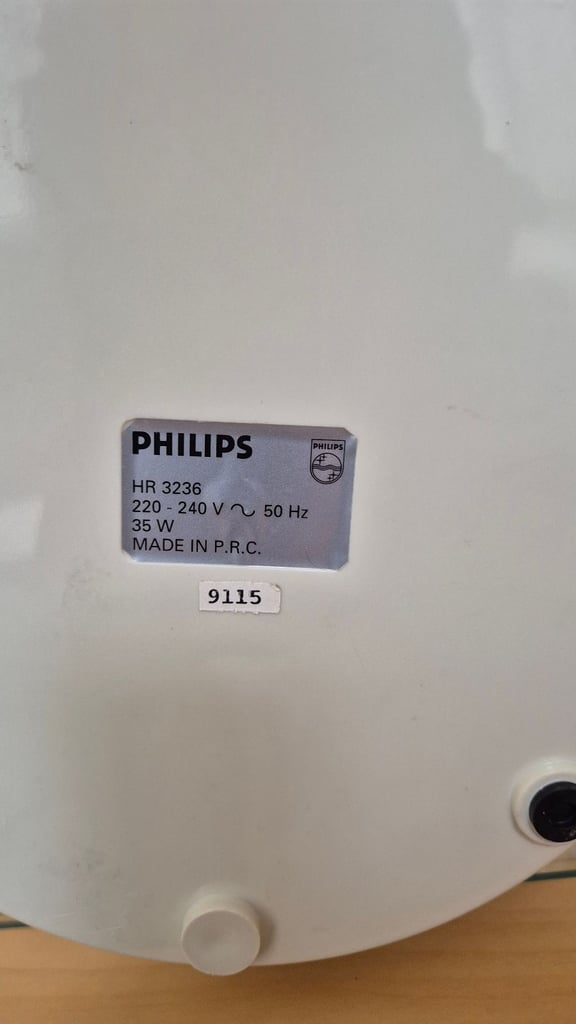 PHILIPS
PHILIPS
HR 3236
220 - 240 V ~ 50 Hz
35 W
MADE IN P.R.C.
9115